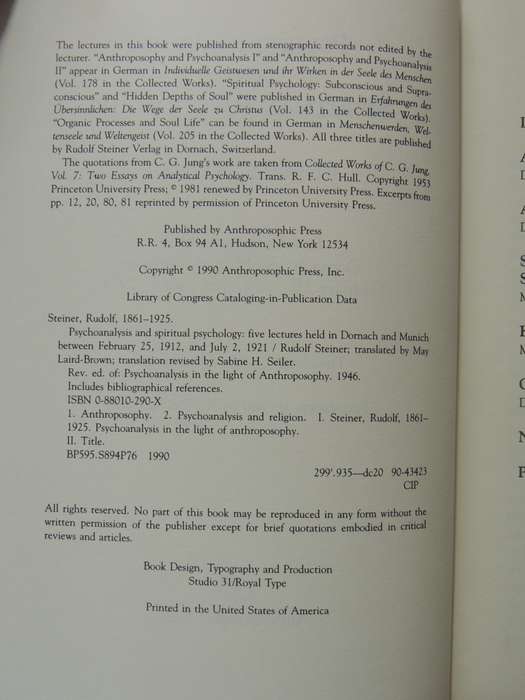 The lectures in this book were published from stenographic records not edited by the
lecturer. "Anthroposophy and Psychoanalysis I" and "Anthroposophy and Psychoanalysis
II" appear in German in Individuelle Geistwesen und ihr Wirken in der Seele des Menschen
(Vol. 178 in the Collected Works). "Spiritual Psychology: Subconscious and Supra-
conscious" and "Hidden Depths of Soul" were published in German in Erfahrungen des
Übersinnlichen: Die Wege der Seele zu Christus (Vol. 143 in the Collected Works).
"Organic Processes and Soul Life" can be found in German in Menschenwerden, Wel-
tenseele und Weltengeist (Vol. 205 in the Collected Works). All three titles are published
by Rudolf Steiner Verlag in Dornach, Switzerland.
The quotations from C. G. Jung's work are taken from Collected Works of C. G. Jung,
Vol. 7: Two Essays on Analytical Psychology. Trans. R. F. C. Hull. Copyright 1953
Princeton University Press; © 1981 renewed by Princeton University Press. Excerpts from
pp. 12, 20, 80, 81 reprinted by permission of Princeton University Press.
Published by Anthroposophic Press
R.R. 4, Box 94 A1, Hudson, New York 12534
Copyright © 1990 Anthroposophic Press, Inc.
Library of Congress Cataloging-in-Publication Data
Steiner, Rudolf, 1861–1925.
Psychoanalysis and spiritual psychology: five lectures held in Dornach and Munich
between February 25, 1912, and July 2, 1921 / Rudolf Steiner; translated by May
Laird-Brown; translation revised by Sabine H. Seiler.
Rev. ed. of: Psychoanalysis in the light of Anthroposophy. 1946.
Includes bibliographical references.
ISBN 0-88010-290-X
1. Anthroposophy. 2. Psychoanalysis and religion. I. Steiner, Rudolf, 1861–
1925. Psychoanalysis in the light of anthroposophy.
II. Title.
BP595.S894P76 1990
299'.935—dc20 90-43423
CIP
All rights reserved. No part of this book may be reproduced in any form without the
written permission of the publisher except for brief quotations embodied in critical
reviews and articles.
Book Design, Typography and Production
Studio 31/Royal Type
Printed in the United States of America